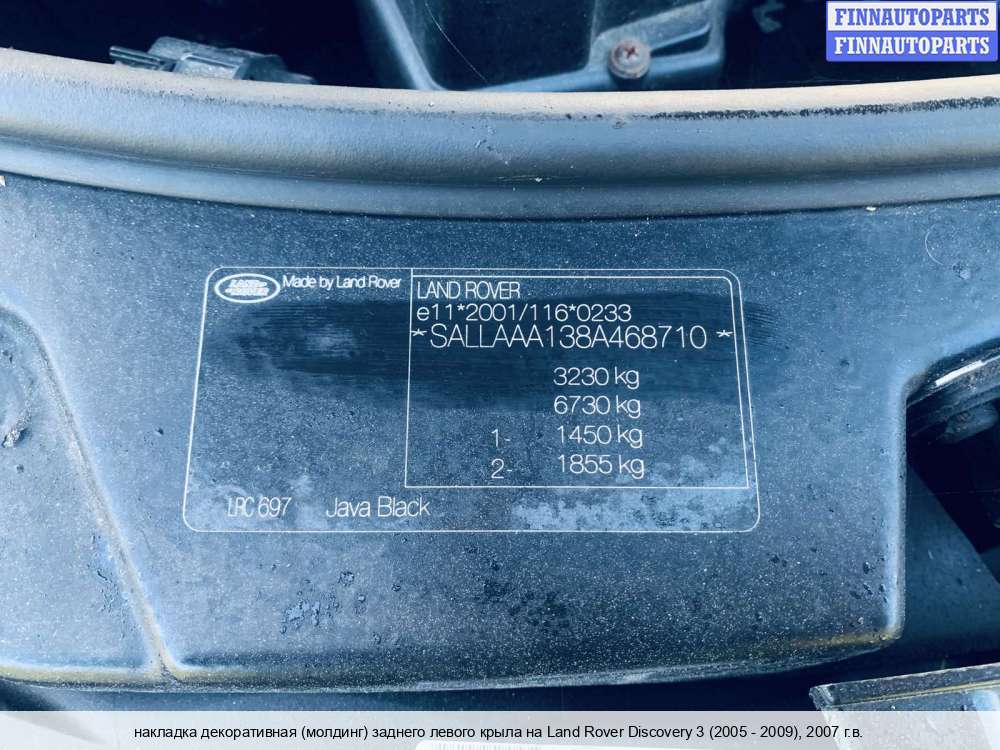 FINNAUTOPARTS
FINNAUTOPARTS
LAND ROVER
Made by Land Rover
LAND ROVER
e11*2001/116*0233
*SALLAAA138A468710*
3230 kg
6730 kg
1- 1450 kg
2- 1855 kg
LRC 697 Java Black
накладка декоративная (молдинг) заднего левого крыла на Land Rover Discovery 3 (2005 - 2009), 2007 г.в.